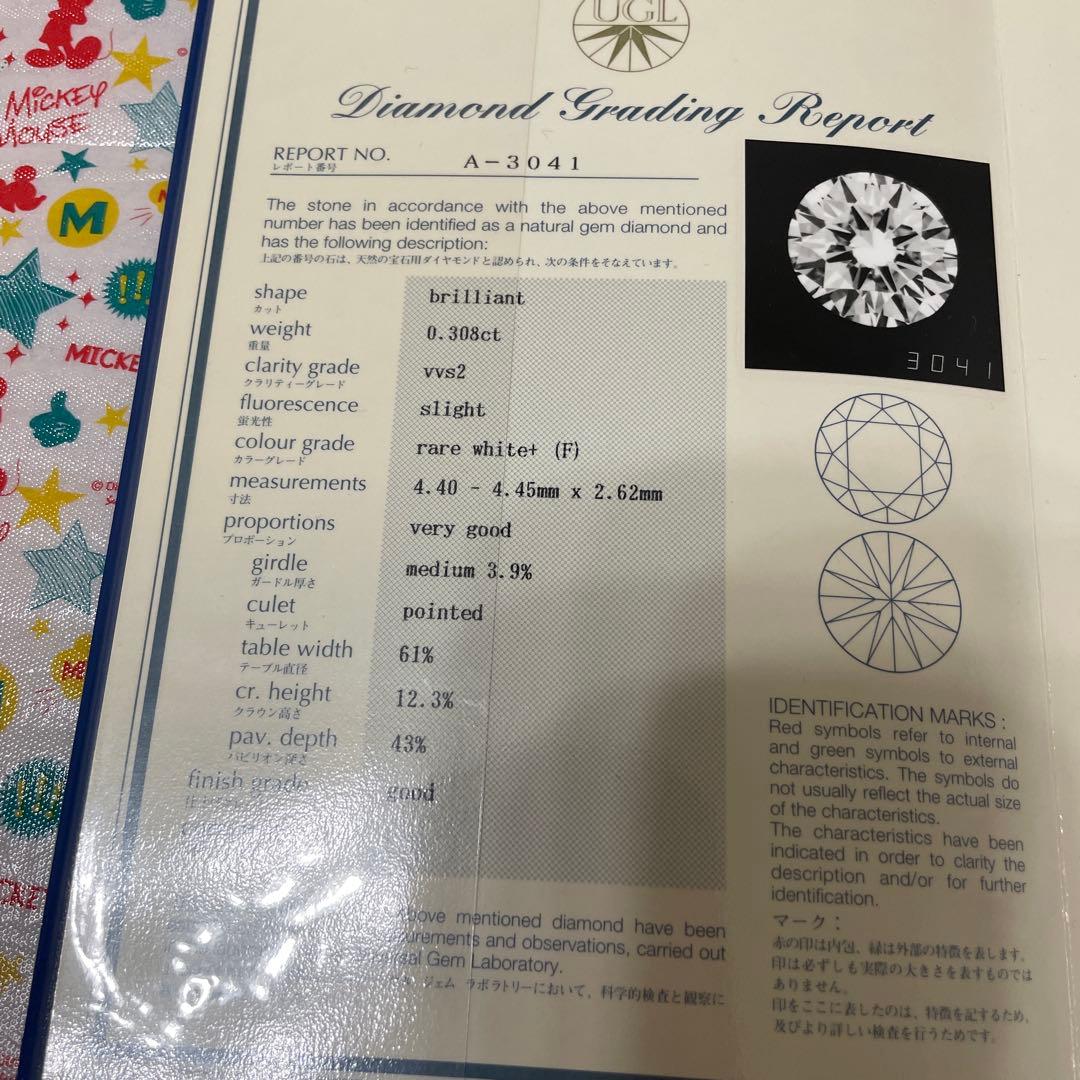 UGL
Diamond Grading Report
REPORT NO. A-3041
レポート番号
The stone in accordance with the above mentioned
number has been identified as a natural gem diamond and
has the following description:
上記の番号の石は、天然の宝石用ダイヤモンドと認められ、次の条件をそなえています。
shape brilliant
カット
weight 0.308ct
重量
clarity grade vvs2
クラリティーグレード
fluorescence slight
蛍光性
colour grade rare white+ (F)
カラーグレード
measurements 4.40 - 4.45mm x 2.62mm
寸法
proportions very good
プロポーション
girdle medium 3.9%
ガードル厚さ
culet pointed
キューレット
table width 61%
テーブル直径
cr. height 12.3%
クラウン高さ
pav. depth 43%
パビリオン深さ
finish grade good
above mentioned diamond have been
and observations, carried out
Gem Laboratory.
ジェム ラボラトリーにおいて、科学的検査と観察に
3041
IDENTIFICATION MARKS :
Red symbols refer to internal
and green symbols to external
characteristics. The symbols do
not usually reflect the actual size
of the characteristics.
The characteristics have been
indicated in order to clarity the
description and/or for further
identification.
マーク：
赤の印は内包、緑は外部の特徴を表します。
印は必ずしも実際の大きさを表すものでは
ありません。
印をここに表したのは、特徴を記するため、
及びより詳しい検査を行うためです。
MICKEY
MOUSE
M
!!!
MICKE
!!!